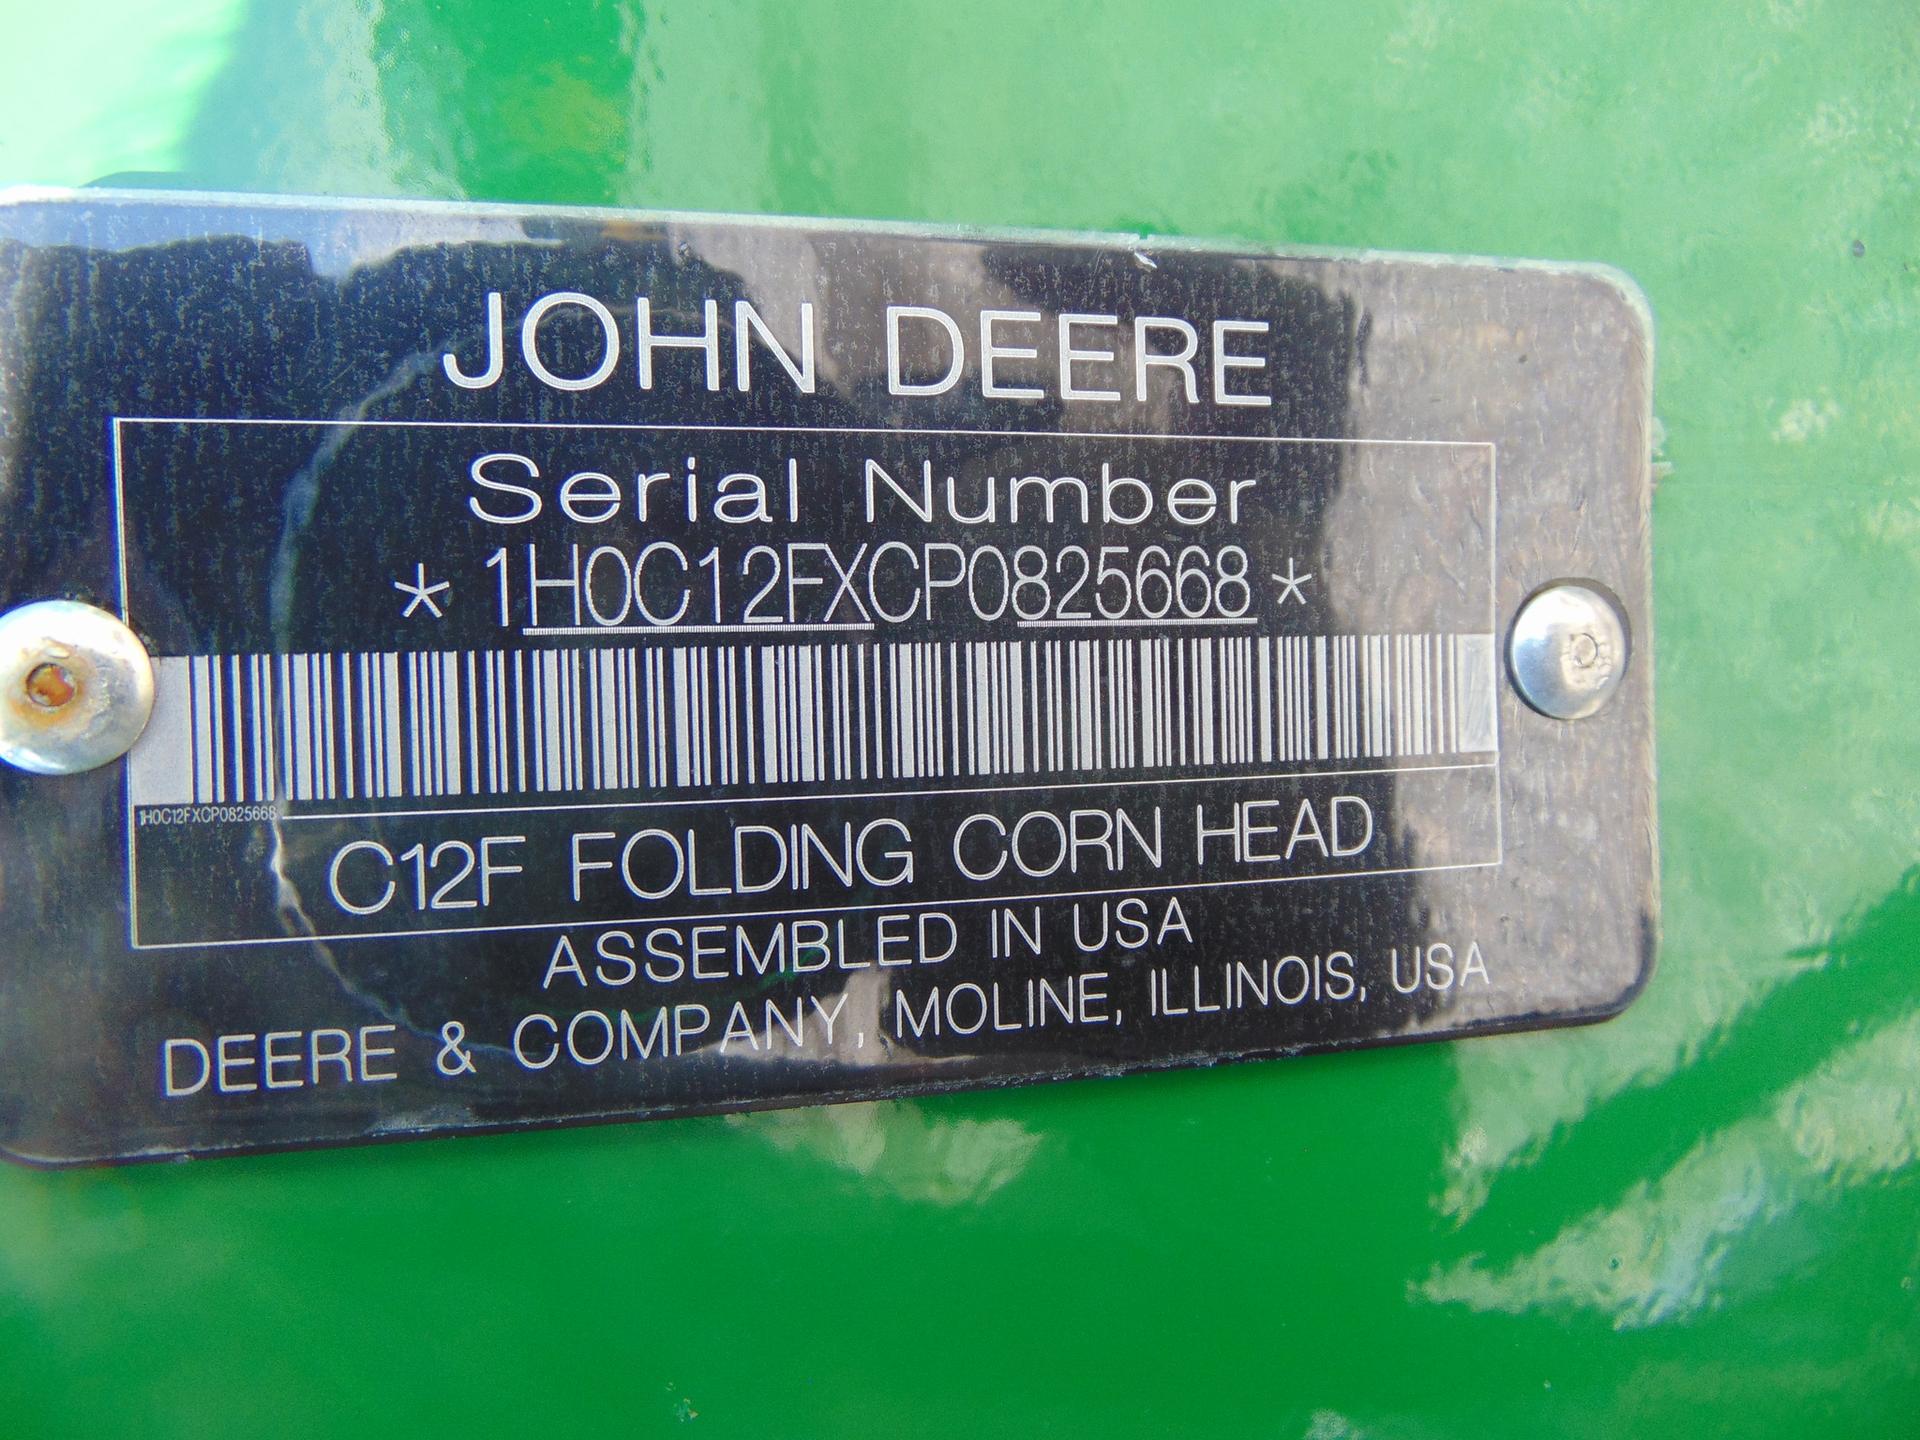 JOHN DEERE
Serial Number
* 1H0C12FXCP0825668 *
1H0C12FXCP0825668
C12F FOLDING CORN HEAD
ASSEMBLED IN USA
DEERE & COMPANY, MOLINE, ILLINOIS, USA